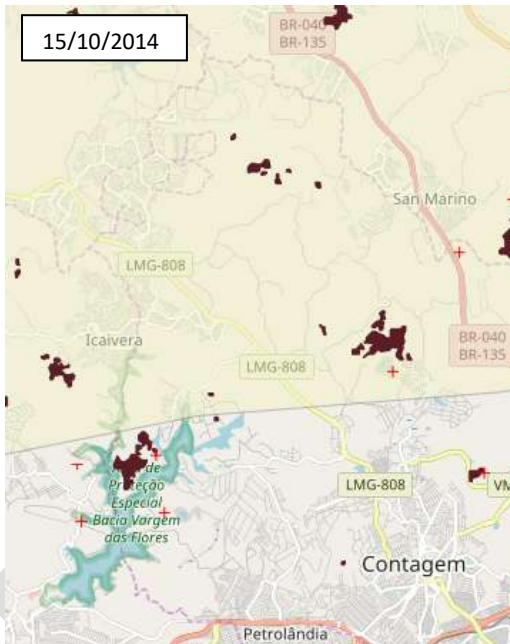 15/10/2014
BR-040
BR-135
San Marino
LMG-808
Icaivera
BR-040
BR-135
LMG-808
LMG-808
VM
de
Proteção
Especial
Bacia Vargem
das Flores
Contagem
Petrolândia